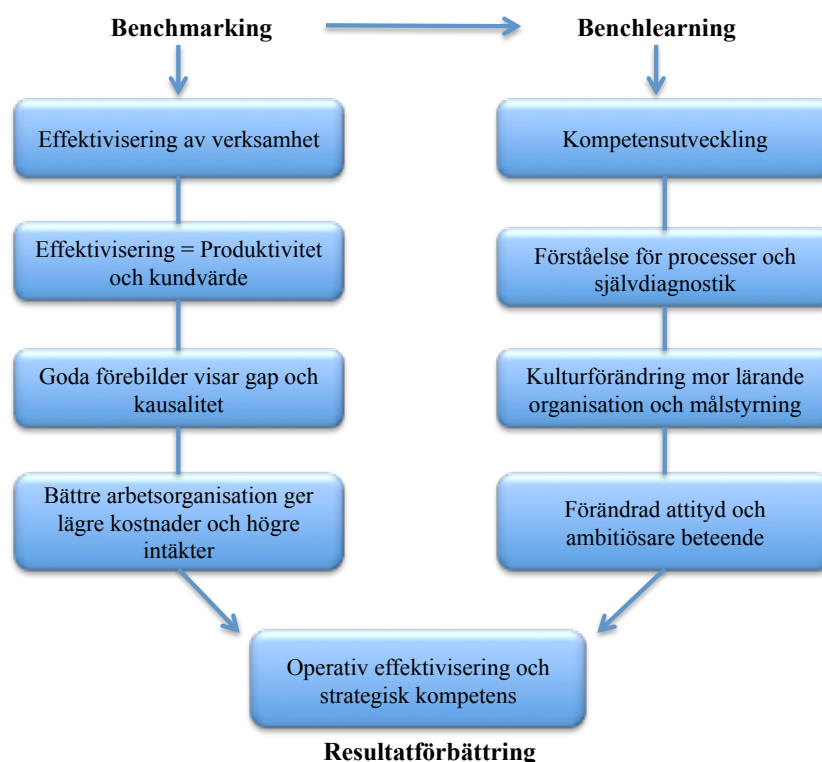 Benchmarking
Benchlearning
Effektivisering av verksamhet
Kompetensutveckling
Effektivisering = Produktivitet
och kundvärde
Förståelse för processer och
självdiagnostik
Goda förebilder visar gap och
kausalitet
Kulturförändring mor lärande
organisation och målstyrning
Bättre arbetsorganisation ger
lägre kostnader och högre
intäkter
Förändrad attityd och
ambitiösare beteende
Operativ effektivisering och
strategisk kompetens
Resultatförbättring